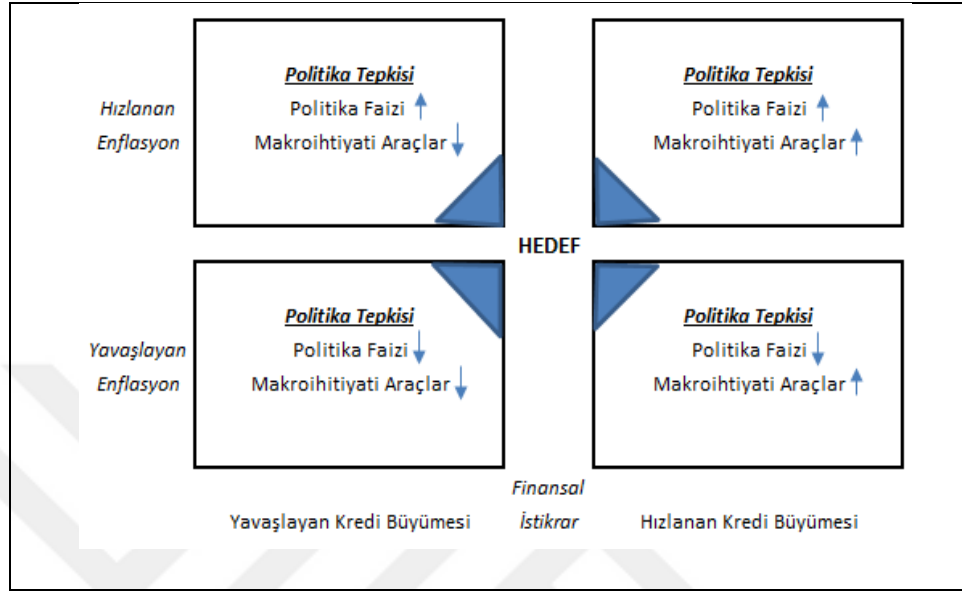 Politika Tepkisi
Politika Faizi ↑
Makroihtiyati Araçlar ↓
Politika Tepkisi
Politika Faizi ↑
Makroihtiyati Araçlar ↑
Hızlanan
Enflasyon
HEDEF
Politika Tepkisi
Politika Faizi ↓
Makroihitiyati Araçlar ↓
Politika Tepkisi
Politika Faizi ↓
Makroihtiyati Araçlar ↑
Yavaşlayan
Enflasyon
Finansal
İstikrar
Yavaşlayan Kredi Büyümesi
Hızlanan Kredi Büyümesi